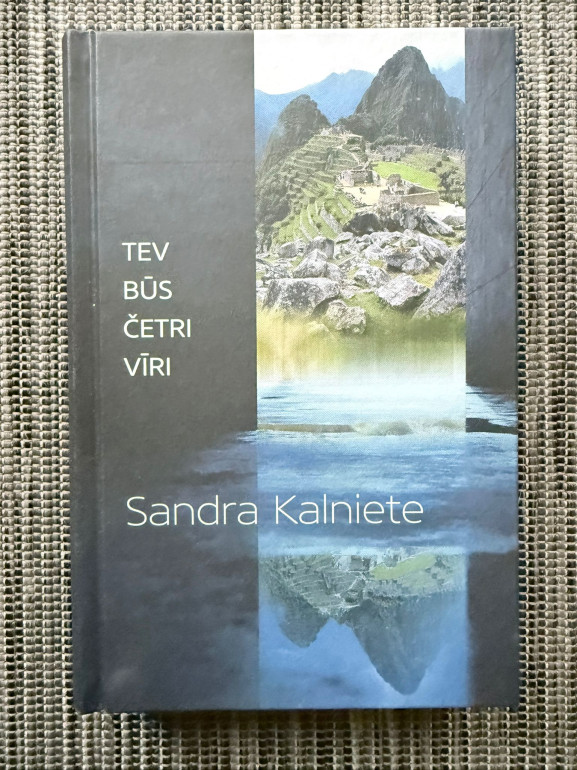 TEV
BŪS
ČETRI
VĪRI
Sandra Kalniete